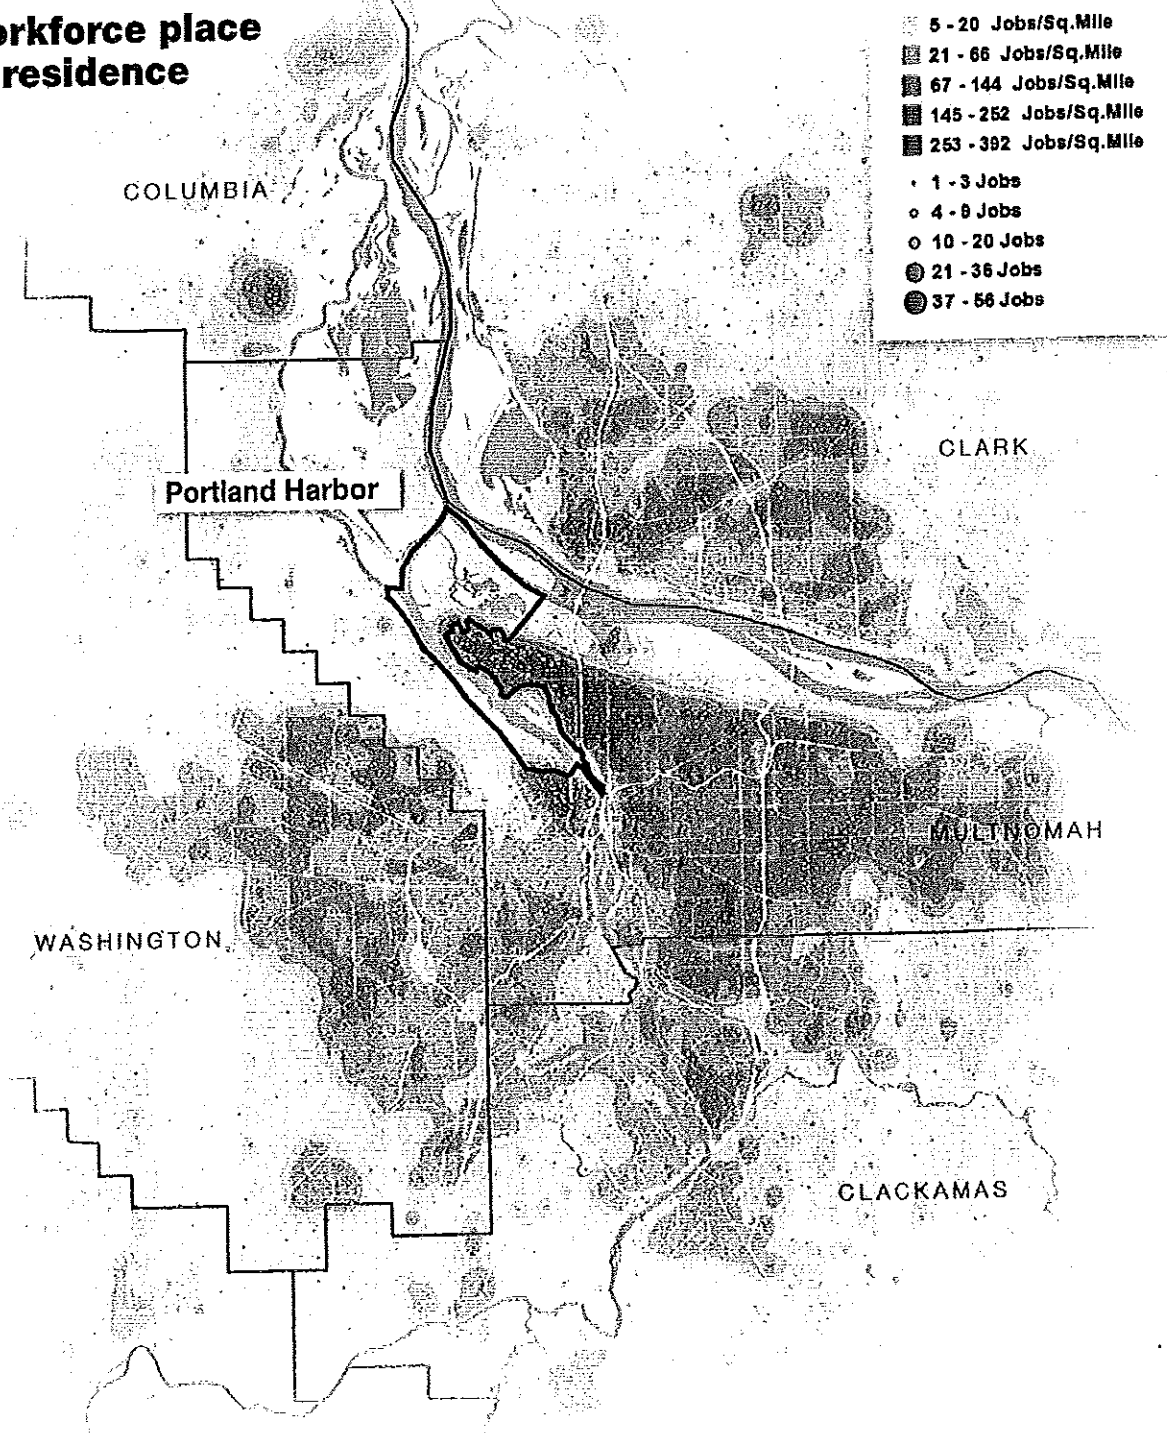 orkforce place
residence
5 - 20 Jobs/Sq.Mile
21 - 66 Jobs/Sq.Mile
67 - 144 Jobs/Sq.Mile
145 - 252 Jobs/Sq.Mile
253 - 392 Jobs/Sq.Mile
1 - 3 Jobs
4 - 9 Jobs
10 - 20 Jobs
21 - 36 Jobs
37 - 56 Jobs
COLUMBIA
CLARK
Portland Harbor
MULTNOMAH
WASHINGTON
CLACKAMAS